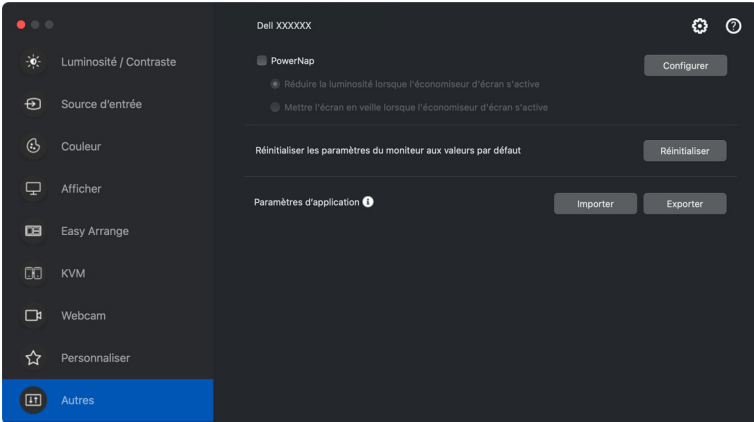 Dell XXXXXX
Luminosité / Contraste
Source d'entrée
Couleur
Afficher
Easy Arrange
KVM
Webcam
Personnaliser
Autres
PowerNap
Configurer
Réduire la luminosité lorsque l'économiseur d'écran s'active
Mettre l'écran en veille lorsque l'économiseur d'écran s'active
Réinitialiser les paramètres du moniteur aux valeurs par défaut
Réinitialiser
Paramètres d'application
Importer
Exporter